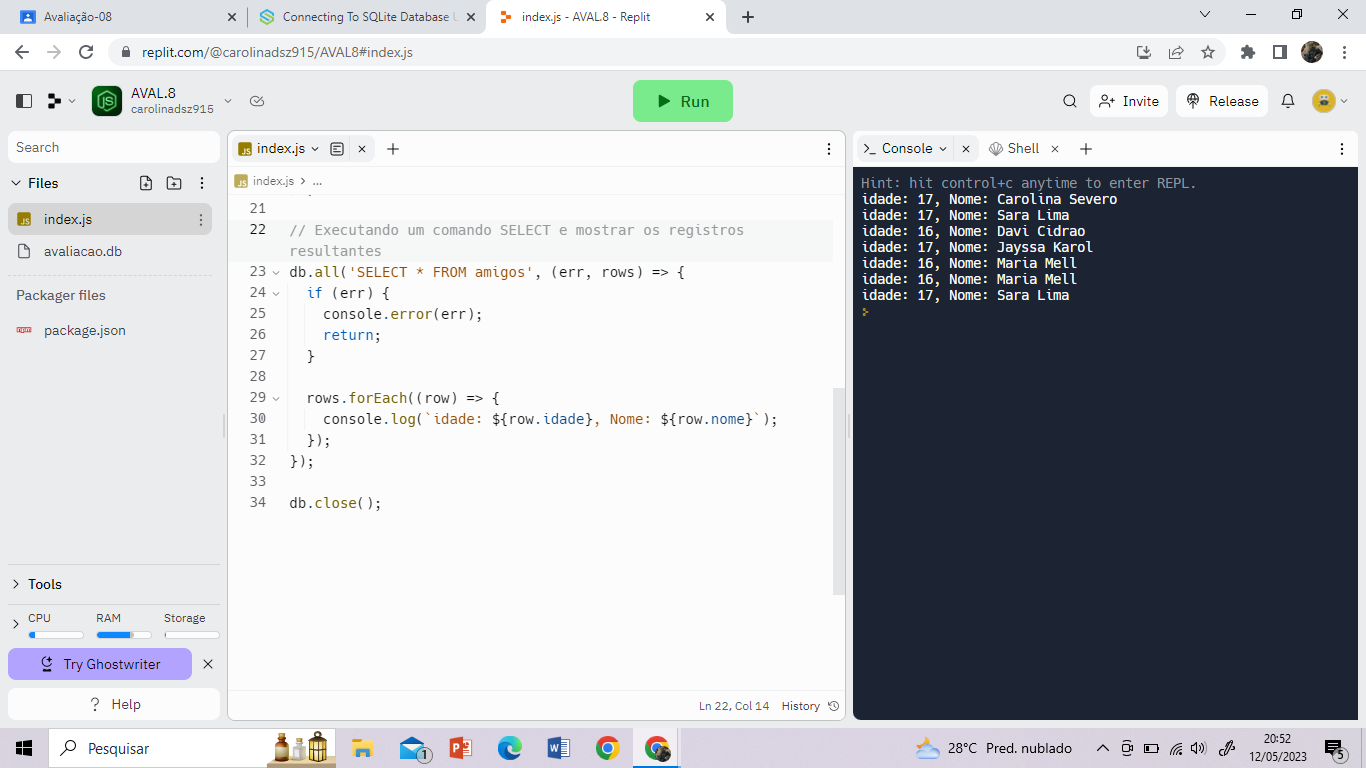 Avaliação-08
Connecting To SQLite Database U
index.js - AVAL.8 - Replit
replit.com/@carolinadsz915/AVAL8#index.js
AVAL.8
carolinadsz915
Run
Invite
Release
Search
Files
index.js
avaliacao.db
Packager files
package.json
Tools
CPU RAM Storage
Try Ghostwriter
Help
index.js
index.js > ...
21
22 // Executando um comando SELECT e mostrar os registros
resultantes
23 db.all('SELECT * FROM amigos', (err, rows) => {
24 if (err) {
25 console.error(err);
26 return;
27 }
28
29 rows.forEach((row) => {
30 console.log(`idade: ${row.idade}, Nome: ${row.nome}`);
31 });
32 });
33
34 db.close();
Ln 22, Col 14 History
Console
Shell
Hint: hit control+c anytime to enter REPL.
idade: 17, Nome: Carolina Severo
idade: 17, Nome: Sara Lima
idade: 16, Nome: Davi Cidrao
idade: 17, Nome: Jayssa Karol
idade: 16, Nome: Maria Mell
idade: 16, Nome: Maria Mell
idade: 17, Nome: Sara Lima
Pesquisar
1
28°C Pred. nublado
20:52
12/05/2023
5